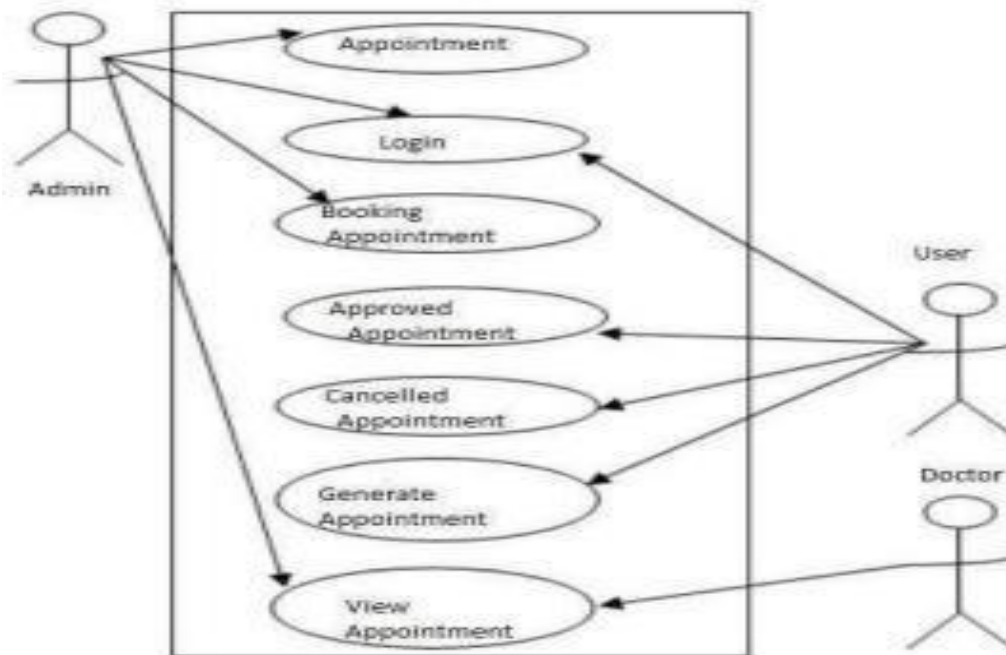 Appointment
Login
Admin
Booking
Appointment
User
Approved
Appointment
Cancelled
Appointment
Doctor
Generate
Appointment
View
Appointment